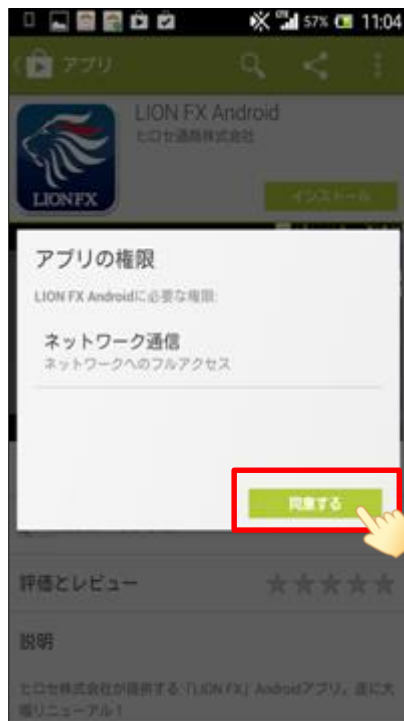 57% 11:04
アプリ
LION FX Android
ヒロセ通商株式会社
LION FX
インストール
アプリの権限
LION FX Androidに必要な権限:
ネットワーク通信
ネットワークへのフルアクセス
同意する
評価とレビュー
説明
ヒロセ株式会社が提供する「LION FX」Androidアプリ。遂に大
幅リニューアル！